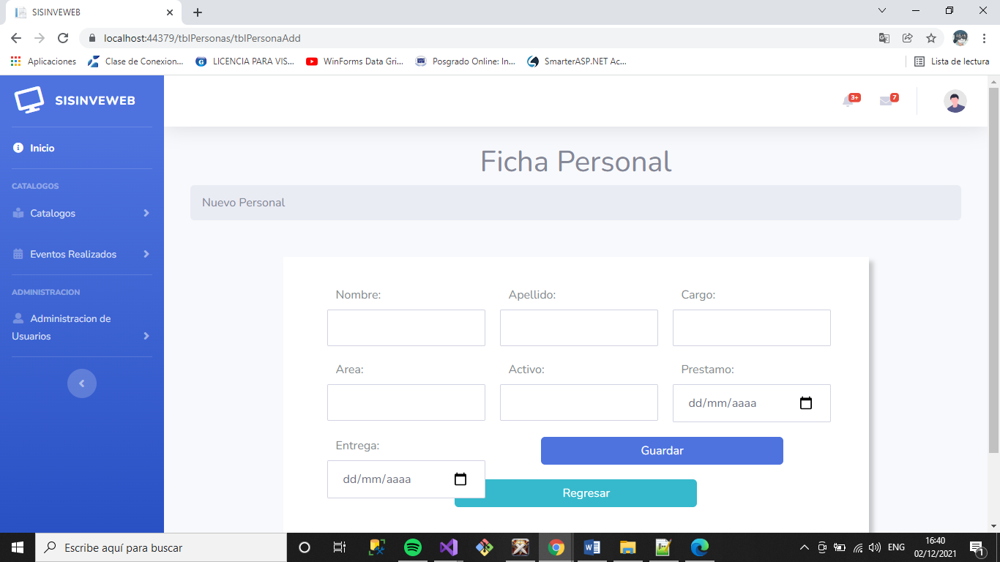 SISINVEWEB
localhost:44379/tblPersonas/tblPersonaAdd
Aplicaciones
Clase de Conexion...
LICENCIA PARA VIS...
WinForms Data Gri...
Posgrado Online: In...
SmarterASP.NET Ac...
Lista de lectura
SISINVEWEB
3+
7
Inicio
CATALOGOS
Catalogos
Eventos Realizados
ADMINISTRACION
Administracion de
Usuarios
Ficha Personal
Nuevo Personal
Nombre:
Apellido:
Cargo:
Area:
Activo:
Prestamo:
dd/mm/aaaa
Entrega:
dd/mm/aaaa
Guardar
Regresar
Escribe aquí para buscar
ENG
16:40
02/12/2021
1